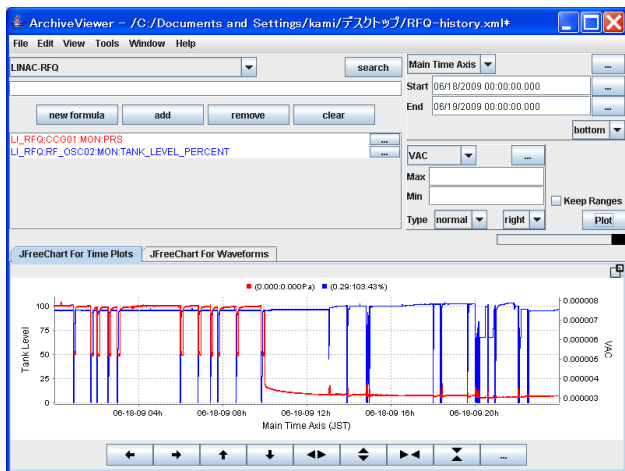 ArchiveViewer - /C:/Documents and Settings/kami/デスクトップ/RFQ-history.xml*
File Edit View Tools Window Help
LINAC-RFQ
search
new formula add remove clear
LI_RFQ:CCG01:MON:PRS ...
LI_RFQ:RF_OSC02:MON:TANK_LEVEL_PERCENT ...
Main Time Axis ...
Start 06/18/2009 00:00:00.000 ...
End 06/19/2009 00:00:00.000 ...
bottom
VAC ...
Max
Min
Keep Ranges
Type normal right Plot
JFreeChart For Time Plots JFreeChart For Waveforms
(0.000:0.000Pa) (0.29:103.43%)
Tank Level
100
75
50
25
0
0.000008
0.000007
0.000006
0.000005
0.000004
0.000003
VAC
06-18-09 04h 06-18-09 08h 06-18-09 12h 06-18-09 16h 06-18-09 20h
Main Time Axis (JST)
...